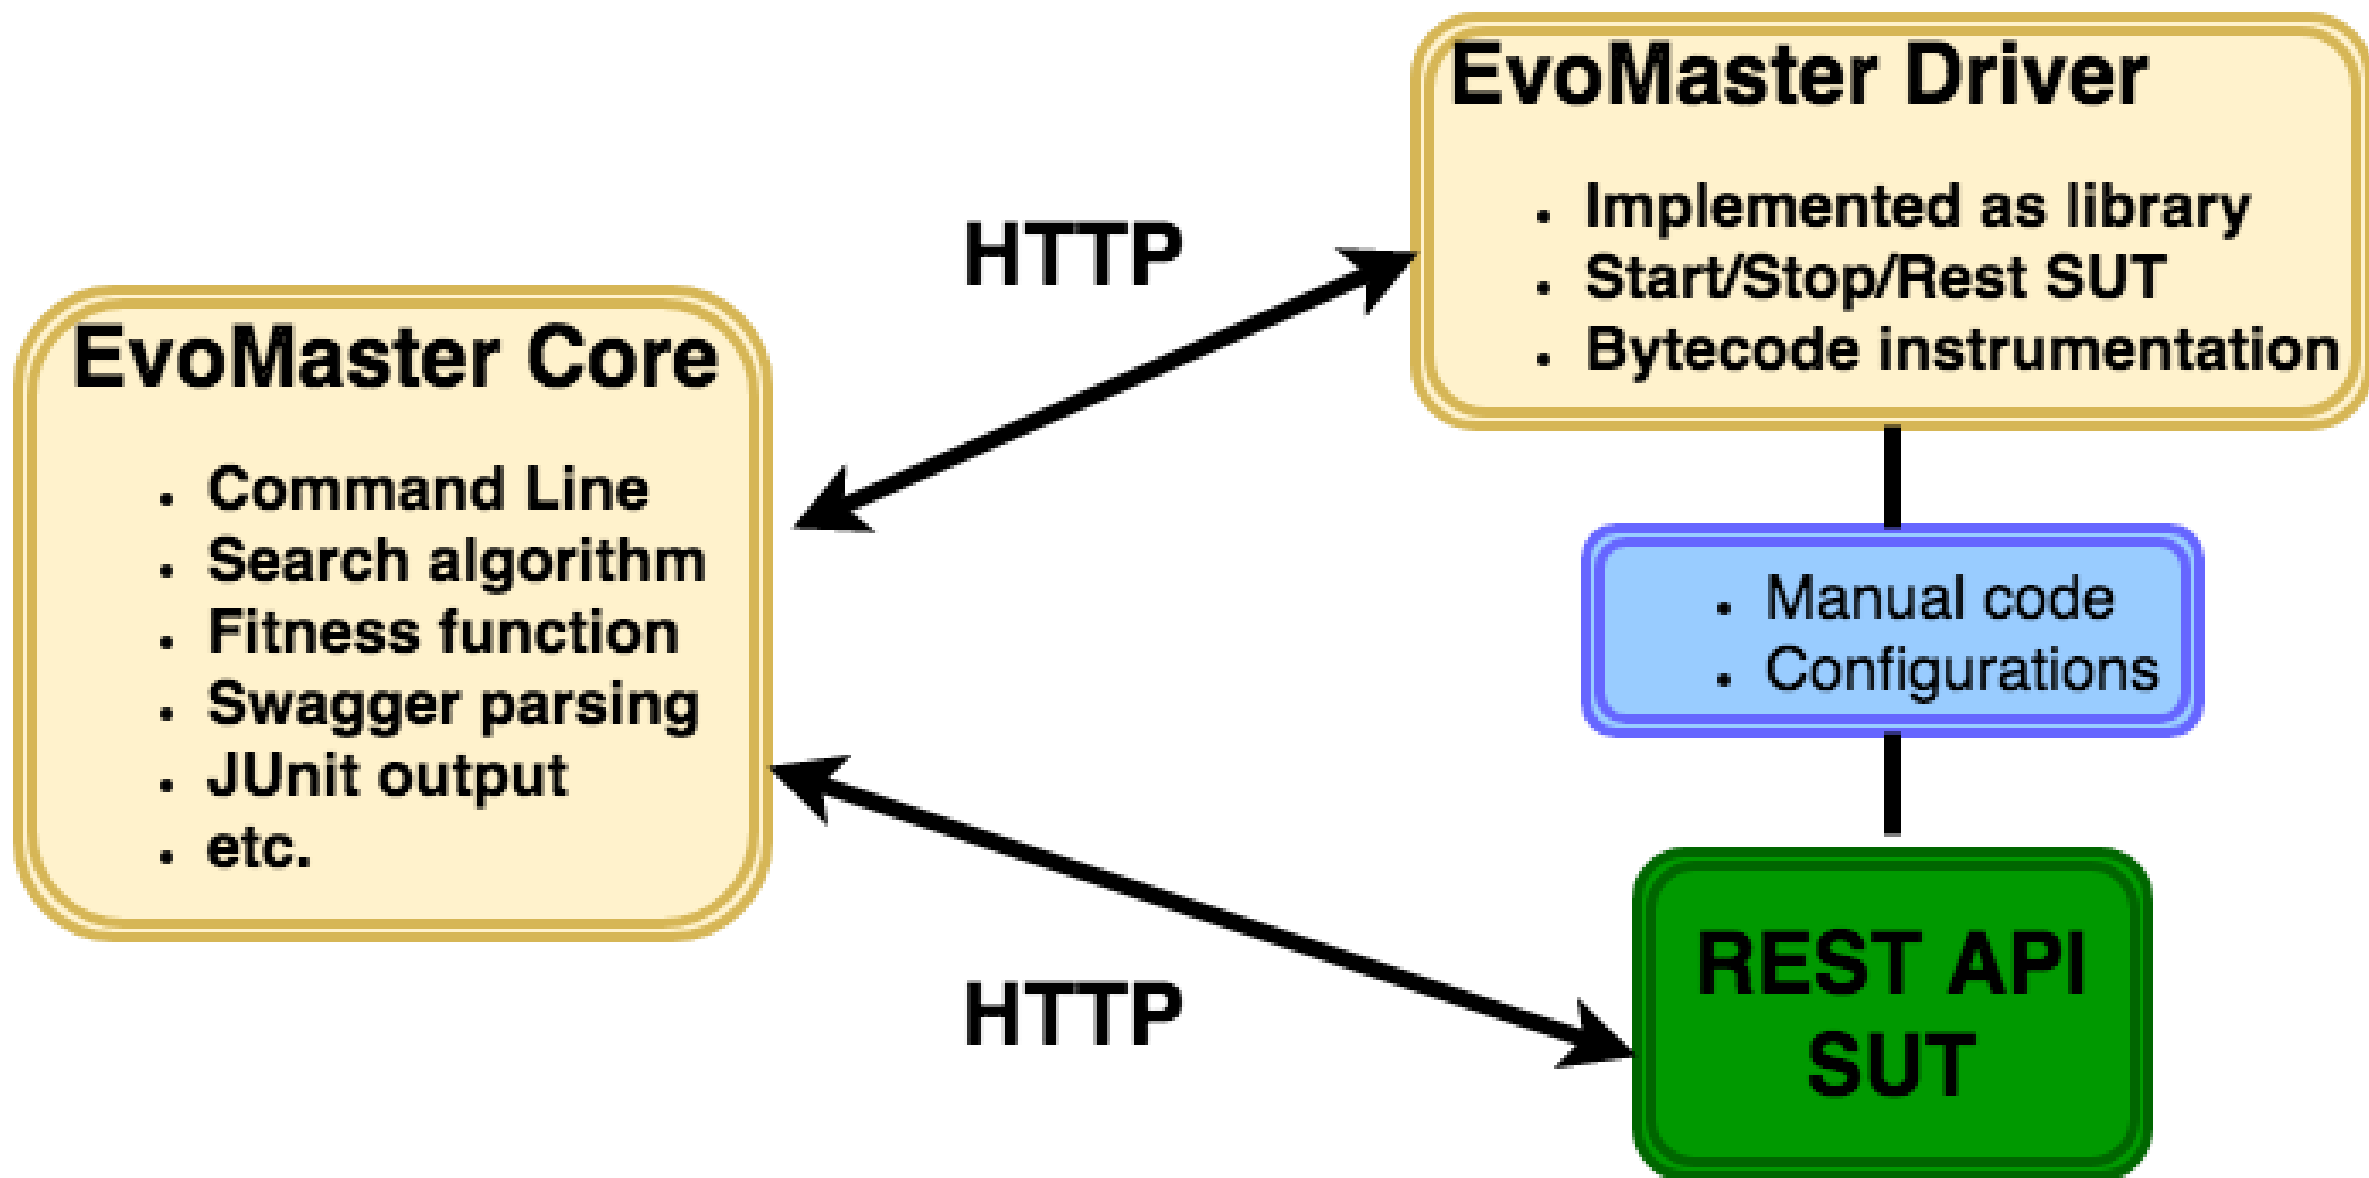 EvoMaster Driver
• Implemented as library
• Start/Stop/Rest SUT
• Bytecode instrumentation
HTTP
EvoMaster Core
• Command Line
• Search algorithm
• Fitness function
• Swagger parsing
• JUnit output
• etc.
• Manual code
• Configurations
HTTP
REST API
SUT